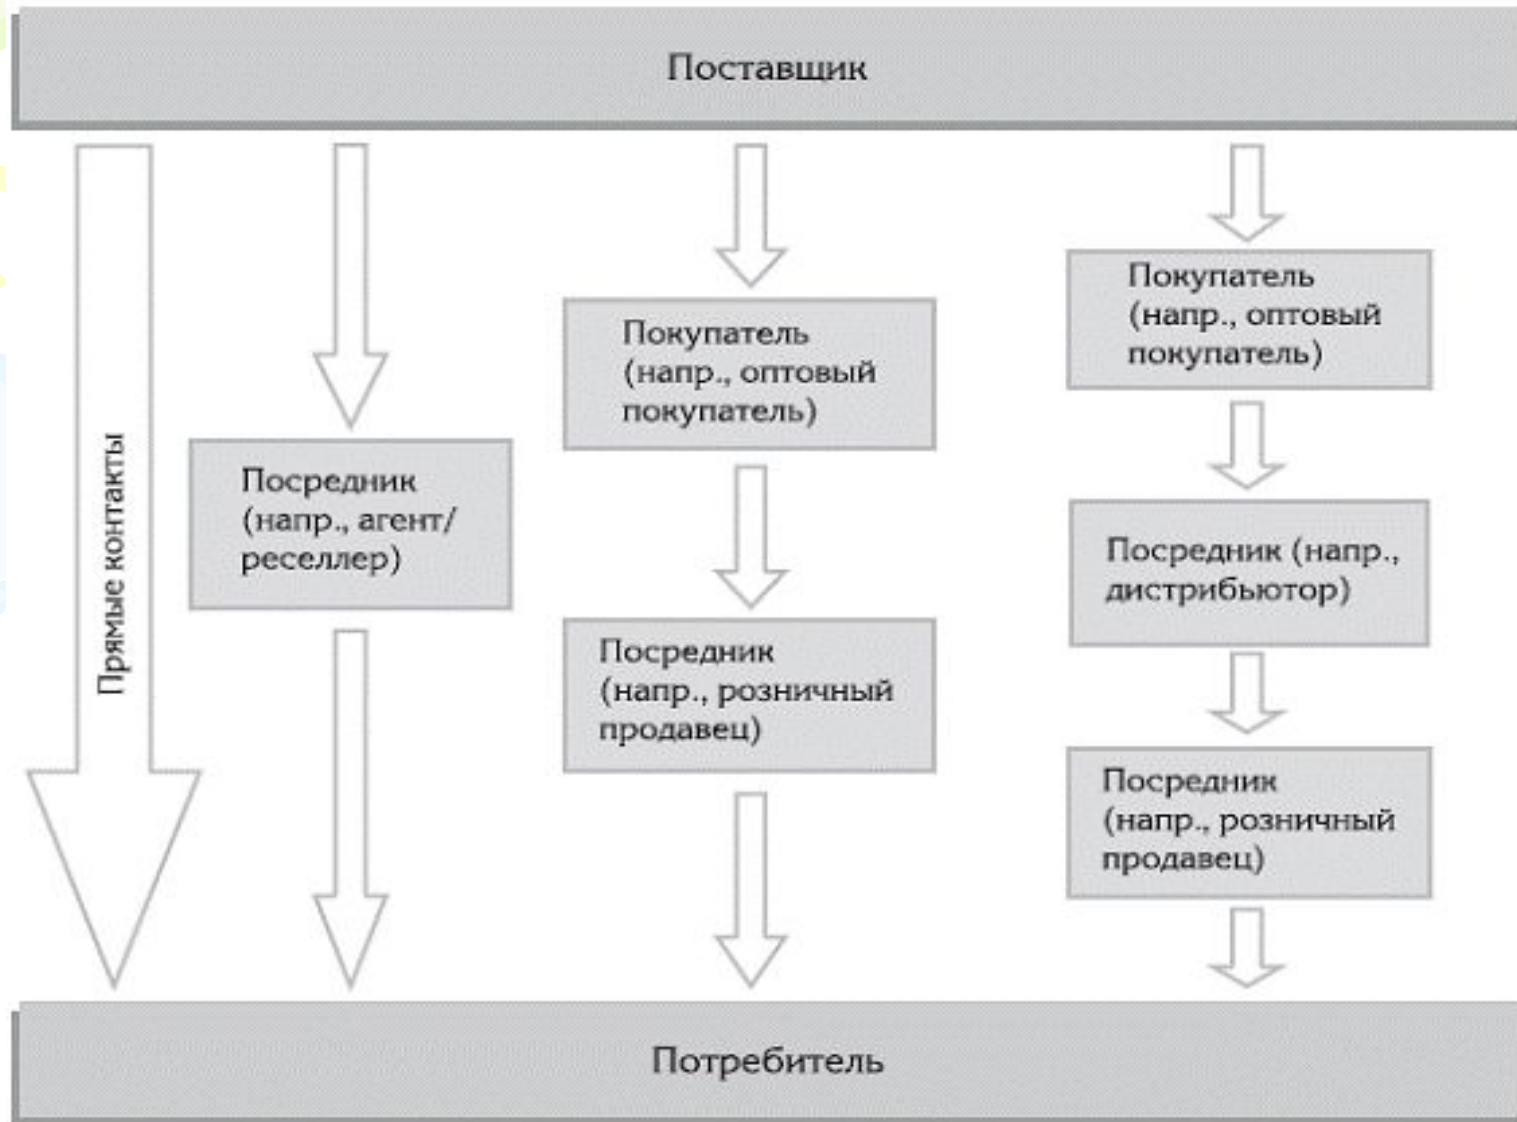 Поставщик
Прямые контакты
Посредник
(напр., агент/
реселлер)
Покупатель
(напр., оптовый
покупатель)
Посредник
(напр., розничный
продавец)
Покупатель
(напр., оптовый
покупатель)
Посредник (напр.,
дистрибьютор)
Посредник
(напр., розничный
продавец)
Потребитель